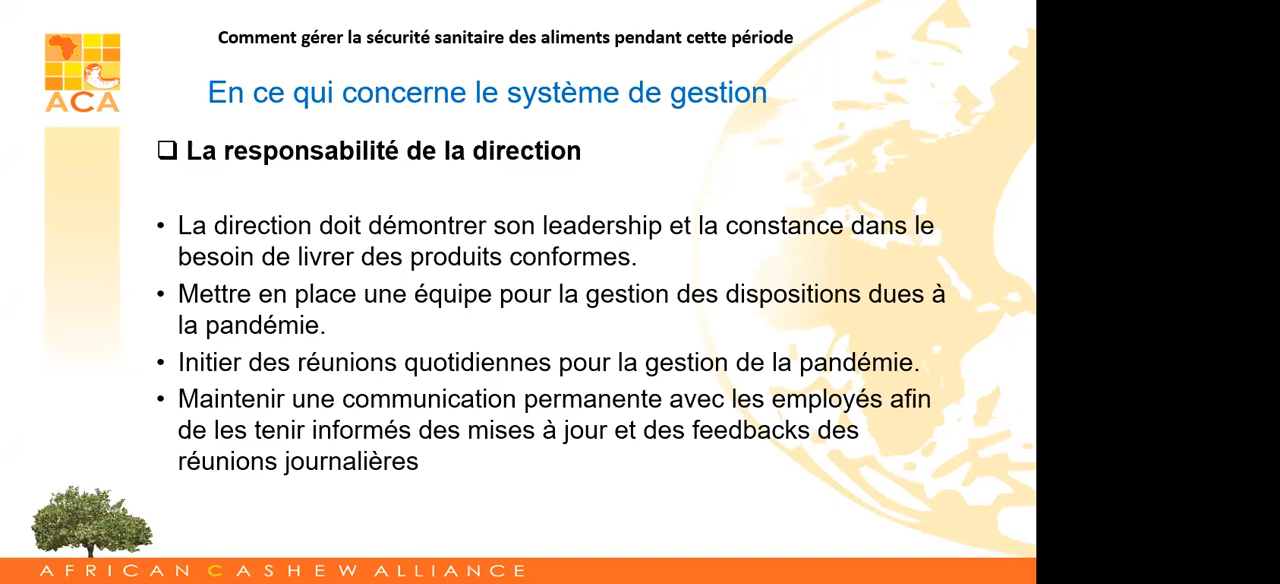 Comment gérer la sécurité sanitaire des aliments pendant cette période
ACA
En ce qui concerne le système de gestion
❑ La responsabilité de la direction
• La direction doit démontrer son leadership et la constance dans le
besoin de livrer des produits conformes.
• Mettre en place une équipe pour la gestion des dispositions dues à
la pandémie.
• Initier des réunions quotidiennes pour la gestion de la pandémie.
• Maintenir une communication permanente avec les employés afin
de les tenir informés des mises à jour et des feedbacks des
réunions journalières
AFRICAN CASHEW ALLIANCE